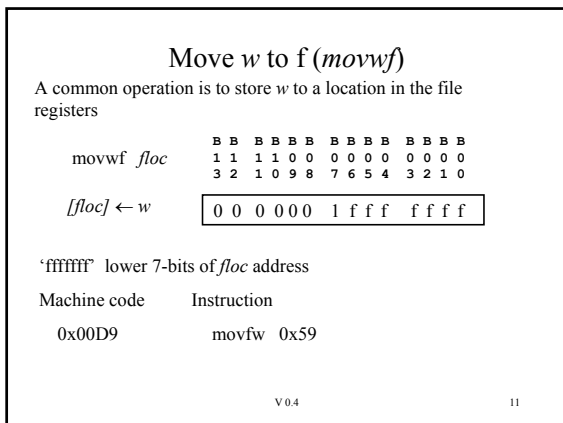 Move w to f (movwf)
A common operation is to store w to a location in the file
registers
B B B B B B B B B B B B B B
movwf floc 1 1 1 1 0 0 0 0 0 0 0 0 0 0
3 2 1 0 9 8 7 6 5 4 3 2 1 0
[floc] ← w 0 0 0 0 0 0 1 f f f f f f f
‘fffffff’ lower 7-bits of floc address
Machine code Instruction
0x00D9 movfw 0x59
V 0.4 11